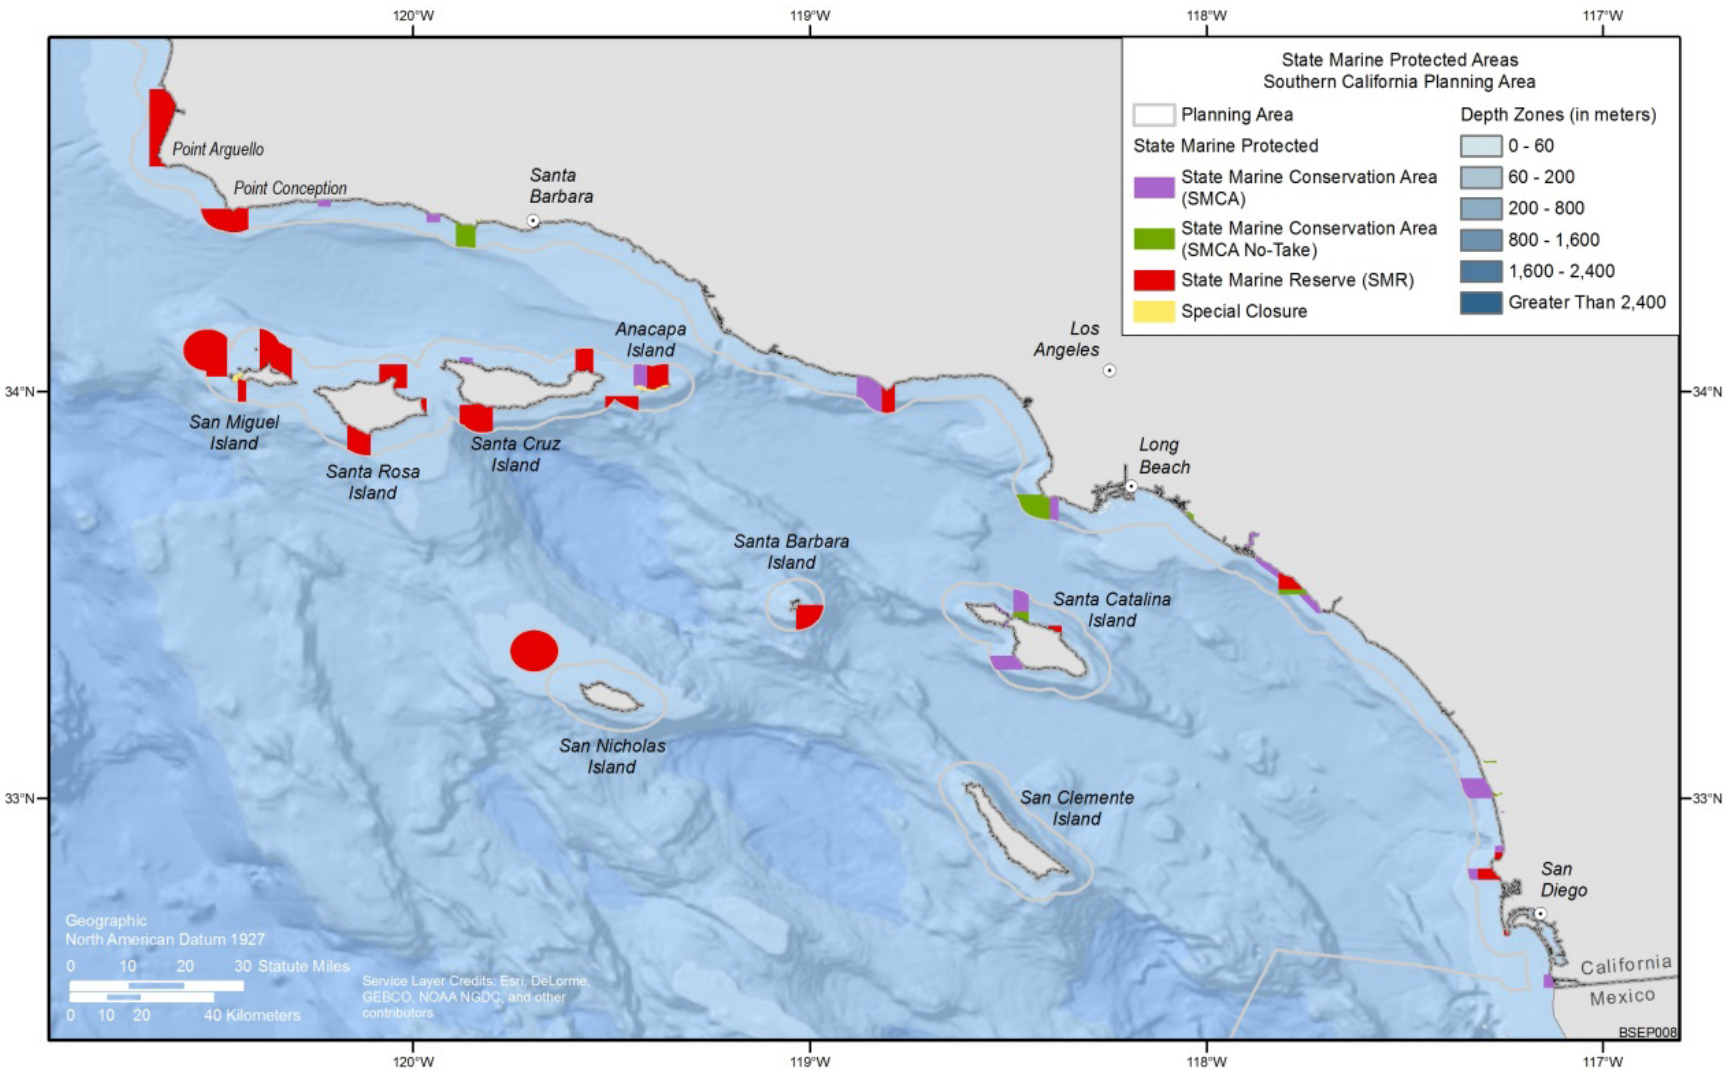 120°W
119°W
118°W
117°W
State Marine Protected Areas
Southern California Planning Area
Planning Area
State Marine Protected
State Marine Conservation Area
(SMCA)
State Marine Conservation Area
(SMCA No-Take)
State Marine Reserve (SMR)
Special Closure
Depth Zones (in meters)
0 - 60
60 - 200
200 - 800
800 - 1,600
1,600 - 2,400
Greater Than 2,400
Point Arguello
Point Conception
Santa
Barbara
Los
Angeles
Anacapa
Island
34°N
34°N
San Miguel
Island
Santa Rosa
Island
Santa Cruz
Island
Long
Beach
Santa Barbara
Island
Santa Catalina
Island
San Nicholas
Island
San Clemente
Island
33°N
33°N
San
Diego
California
Mexico
Geographic
North American Datum 1927
0 10 20 30 Statute Miles
0 10 20 40 Kilometers
Service Layer Credits: Esri, DeLorme,
GEBCO, NOAA NGDC, and other
contributors
BSEP008
120°W
119°W
118°W
117°W